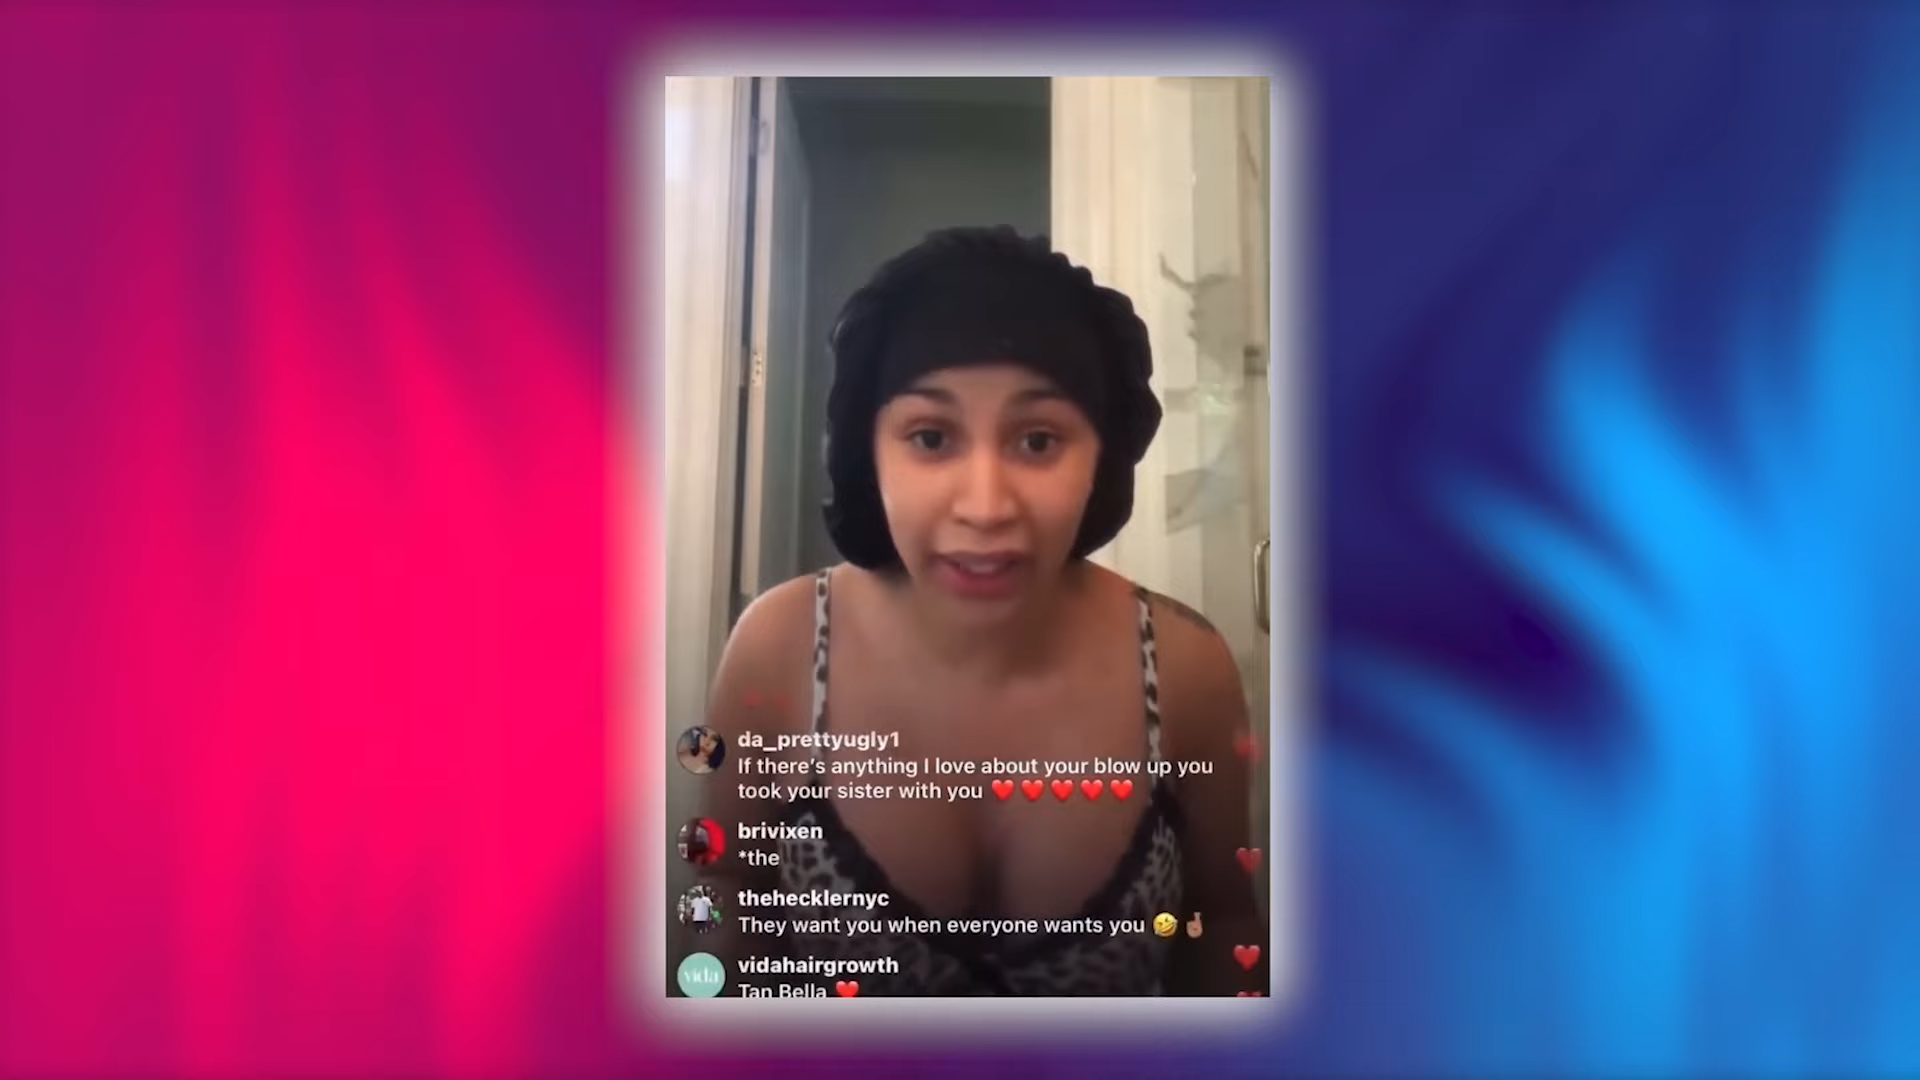 da_prettyugly1
If there's anything I love about your blow up you
took your sister with you ❤️❤️❤️❤️❤️
brivixen
*the
thehecklernyc
They want you when everyone wants you 🤣🤞🏽
vida
vidahairgrowth
Tan Bella ❤️